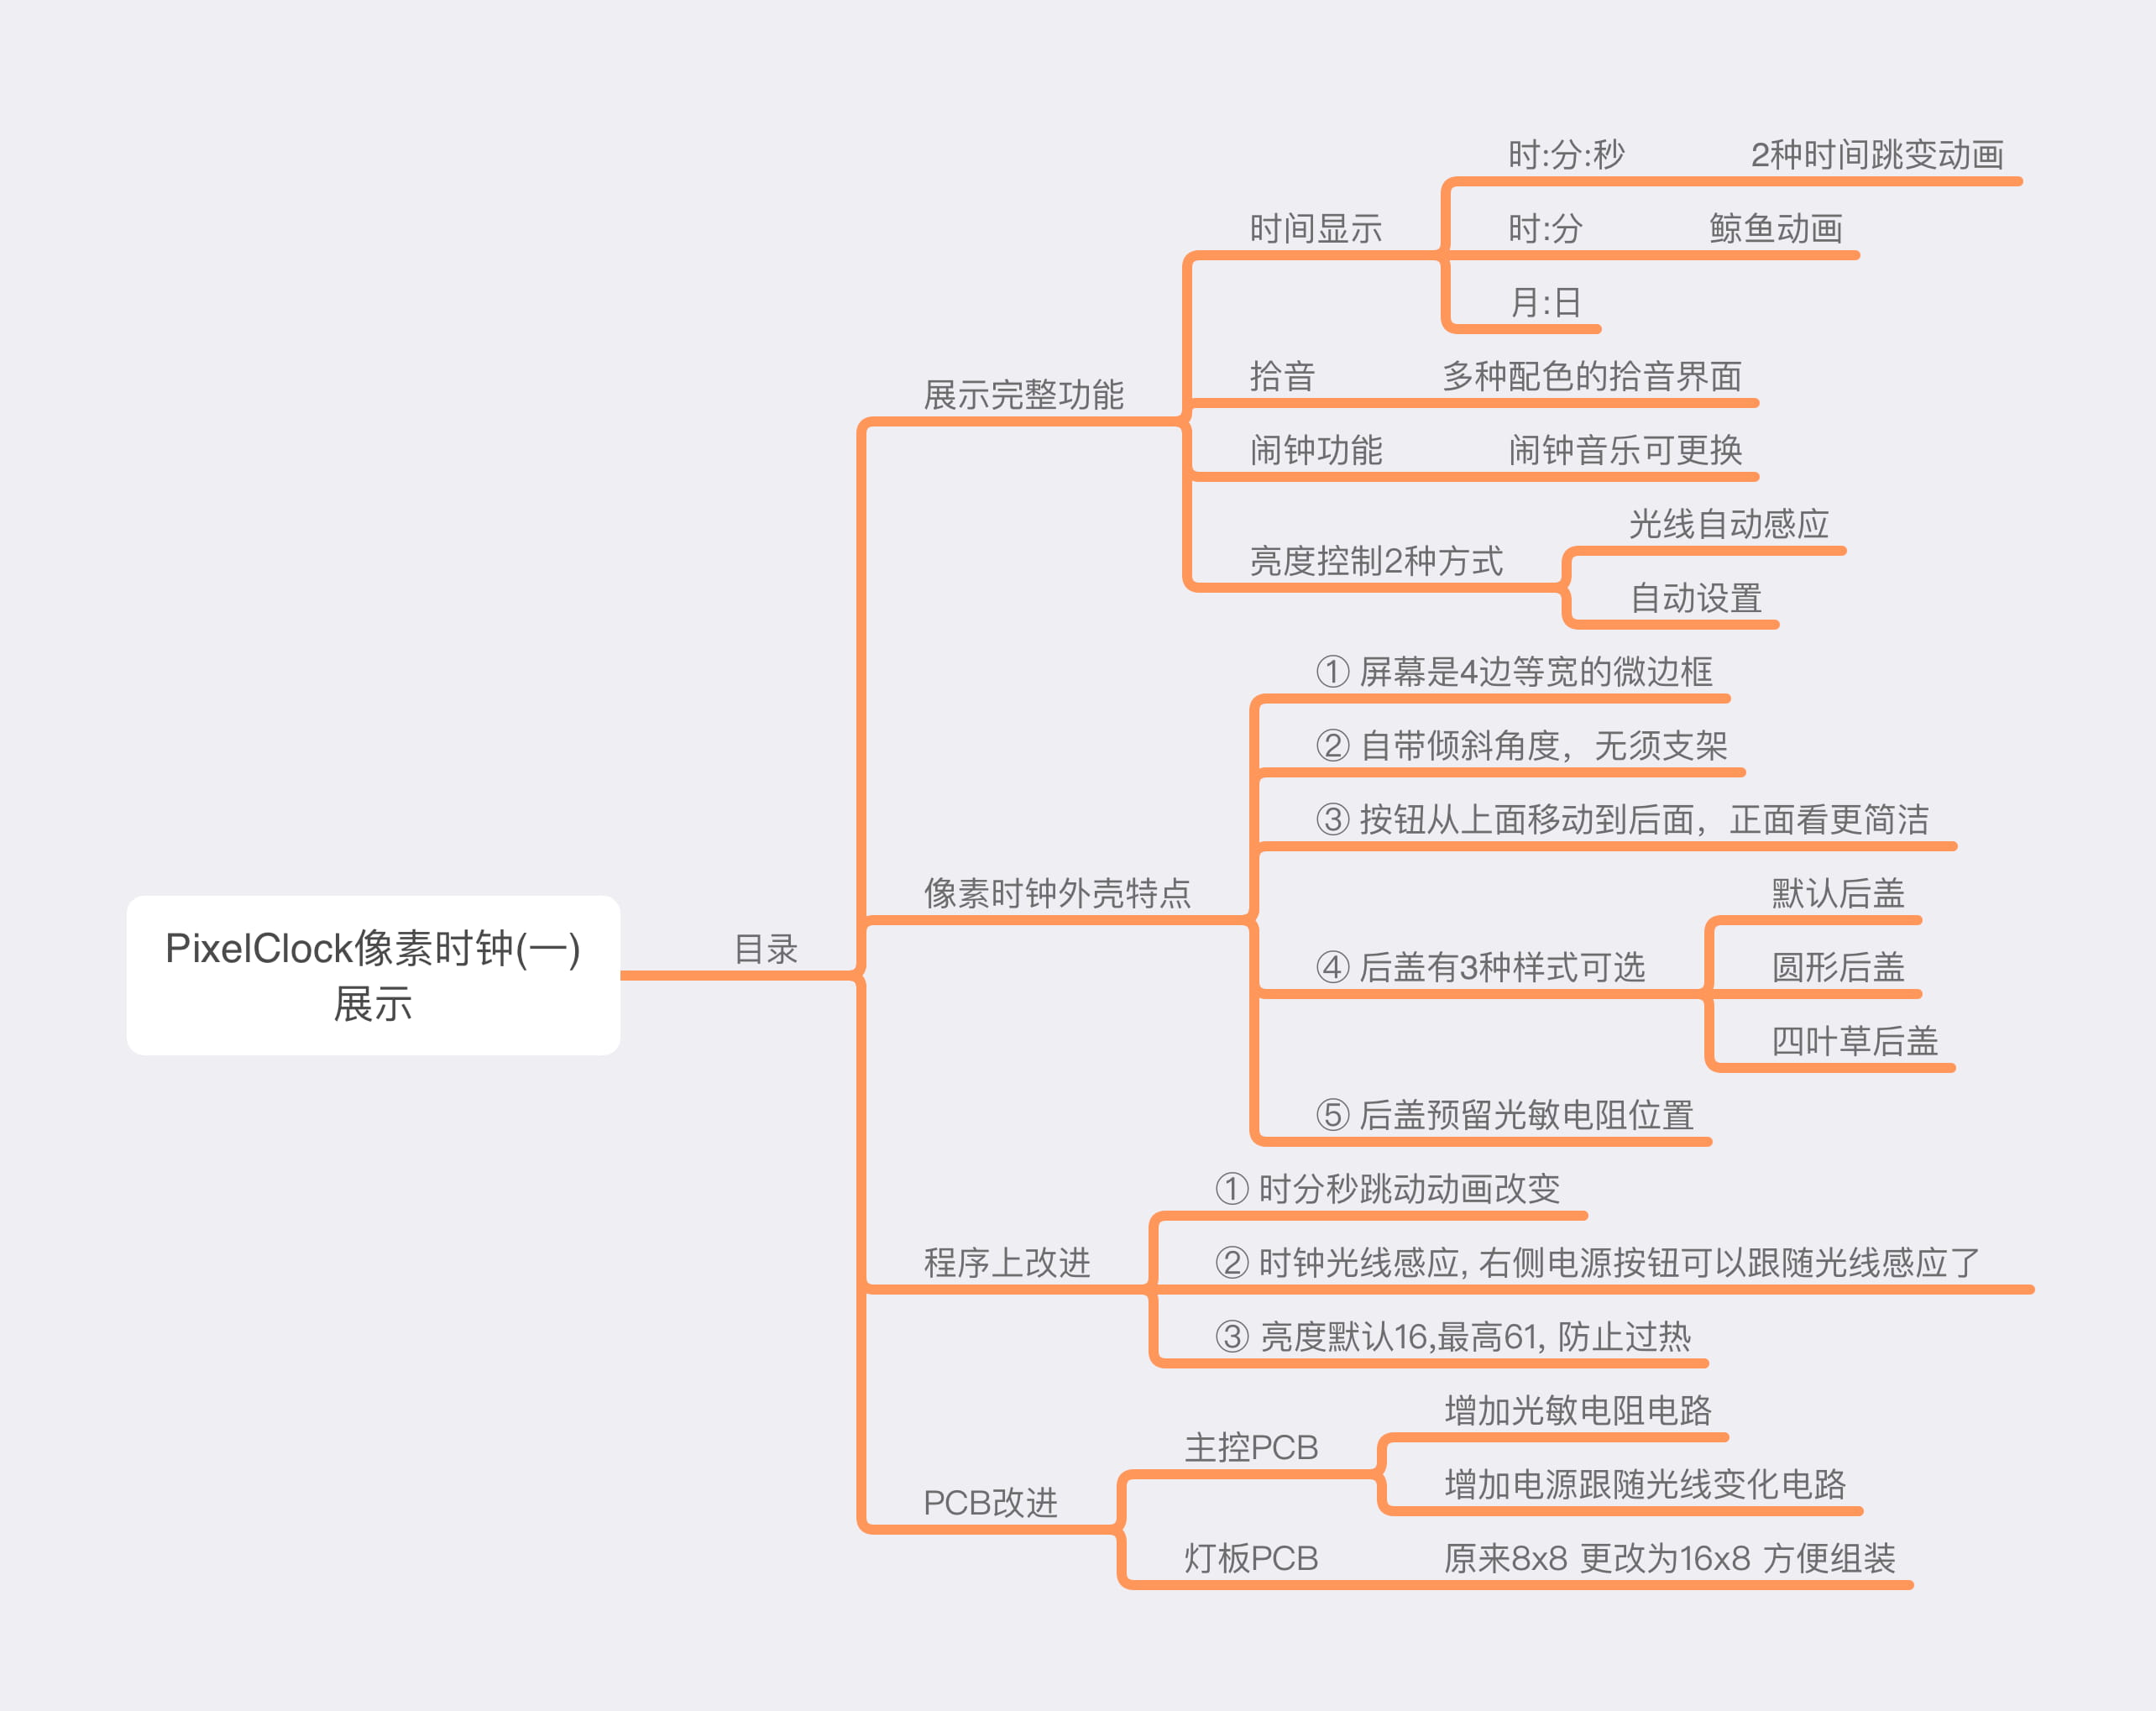 PixelClock像素时钟(一)
展示
目录
展示完整功能
时间显示
时:分:秒
2种时间跳变动画
时:分
鲸鱼动画
月:日
拾音
多种配色的拾音界面
闹钟功能
闹钟音乐可更换
亮度控制2种方式
光线自动感应
自动设置
像素时钟外壳特点
① 屏幕是4边等宽的微边框
② 自带倾斜角度，无须支架
③ 按钮从上面移动到后面，正面看更简洁
④ 后盖有3种样式可选
默认后盖
圆形后盖
四叶草后盖
⑤ 后盖预留光敏电阻位置
程序上改进
① 时分秒跳动动画改变
② 时钟光线感应, 右侧电源按钮可以跟随光线感应了
③ 亮度默认16,最高61, 防止过热
PCB改进
主控PCB
增加光敏电阻电路
增加电源跟随光线变化电路
灯板PCB
原来8x8 更改为16x8 方便组装